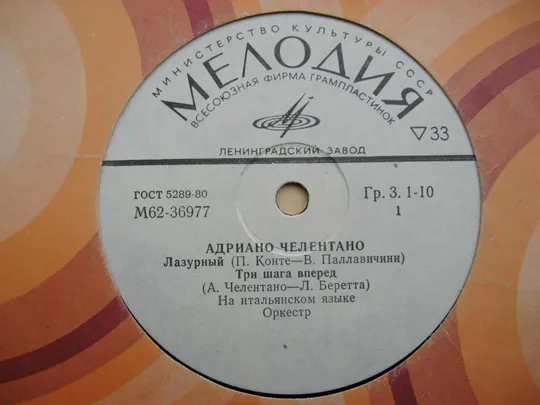 МИНИСТЕРСТВО КУЛЬТУРЫ СССР
МЕЛОДИЯ
ВСЕСОЮЗНАЯ ФИРМА ГРАМПЛАСТИНОК
▽33
ЛЕНИНГРАДСКИЙ ЗАВОД
ГОСТ 5289-80
Гр. 3. 1-10
М62-36977
1
АДРИАНО ЧЕЛЕНТАНО
Лазурный (П. Конте—В. Паллавичини)
Три шага вперед
(А. Челентано—Л. Беретта)
На итальянском языке
Оркестр